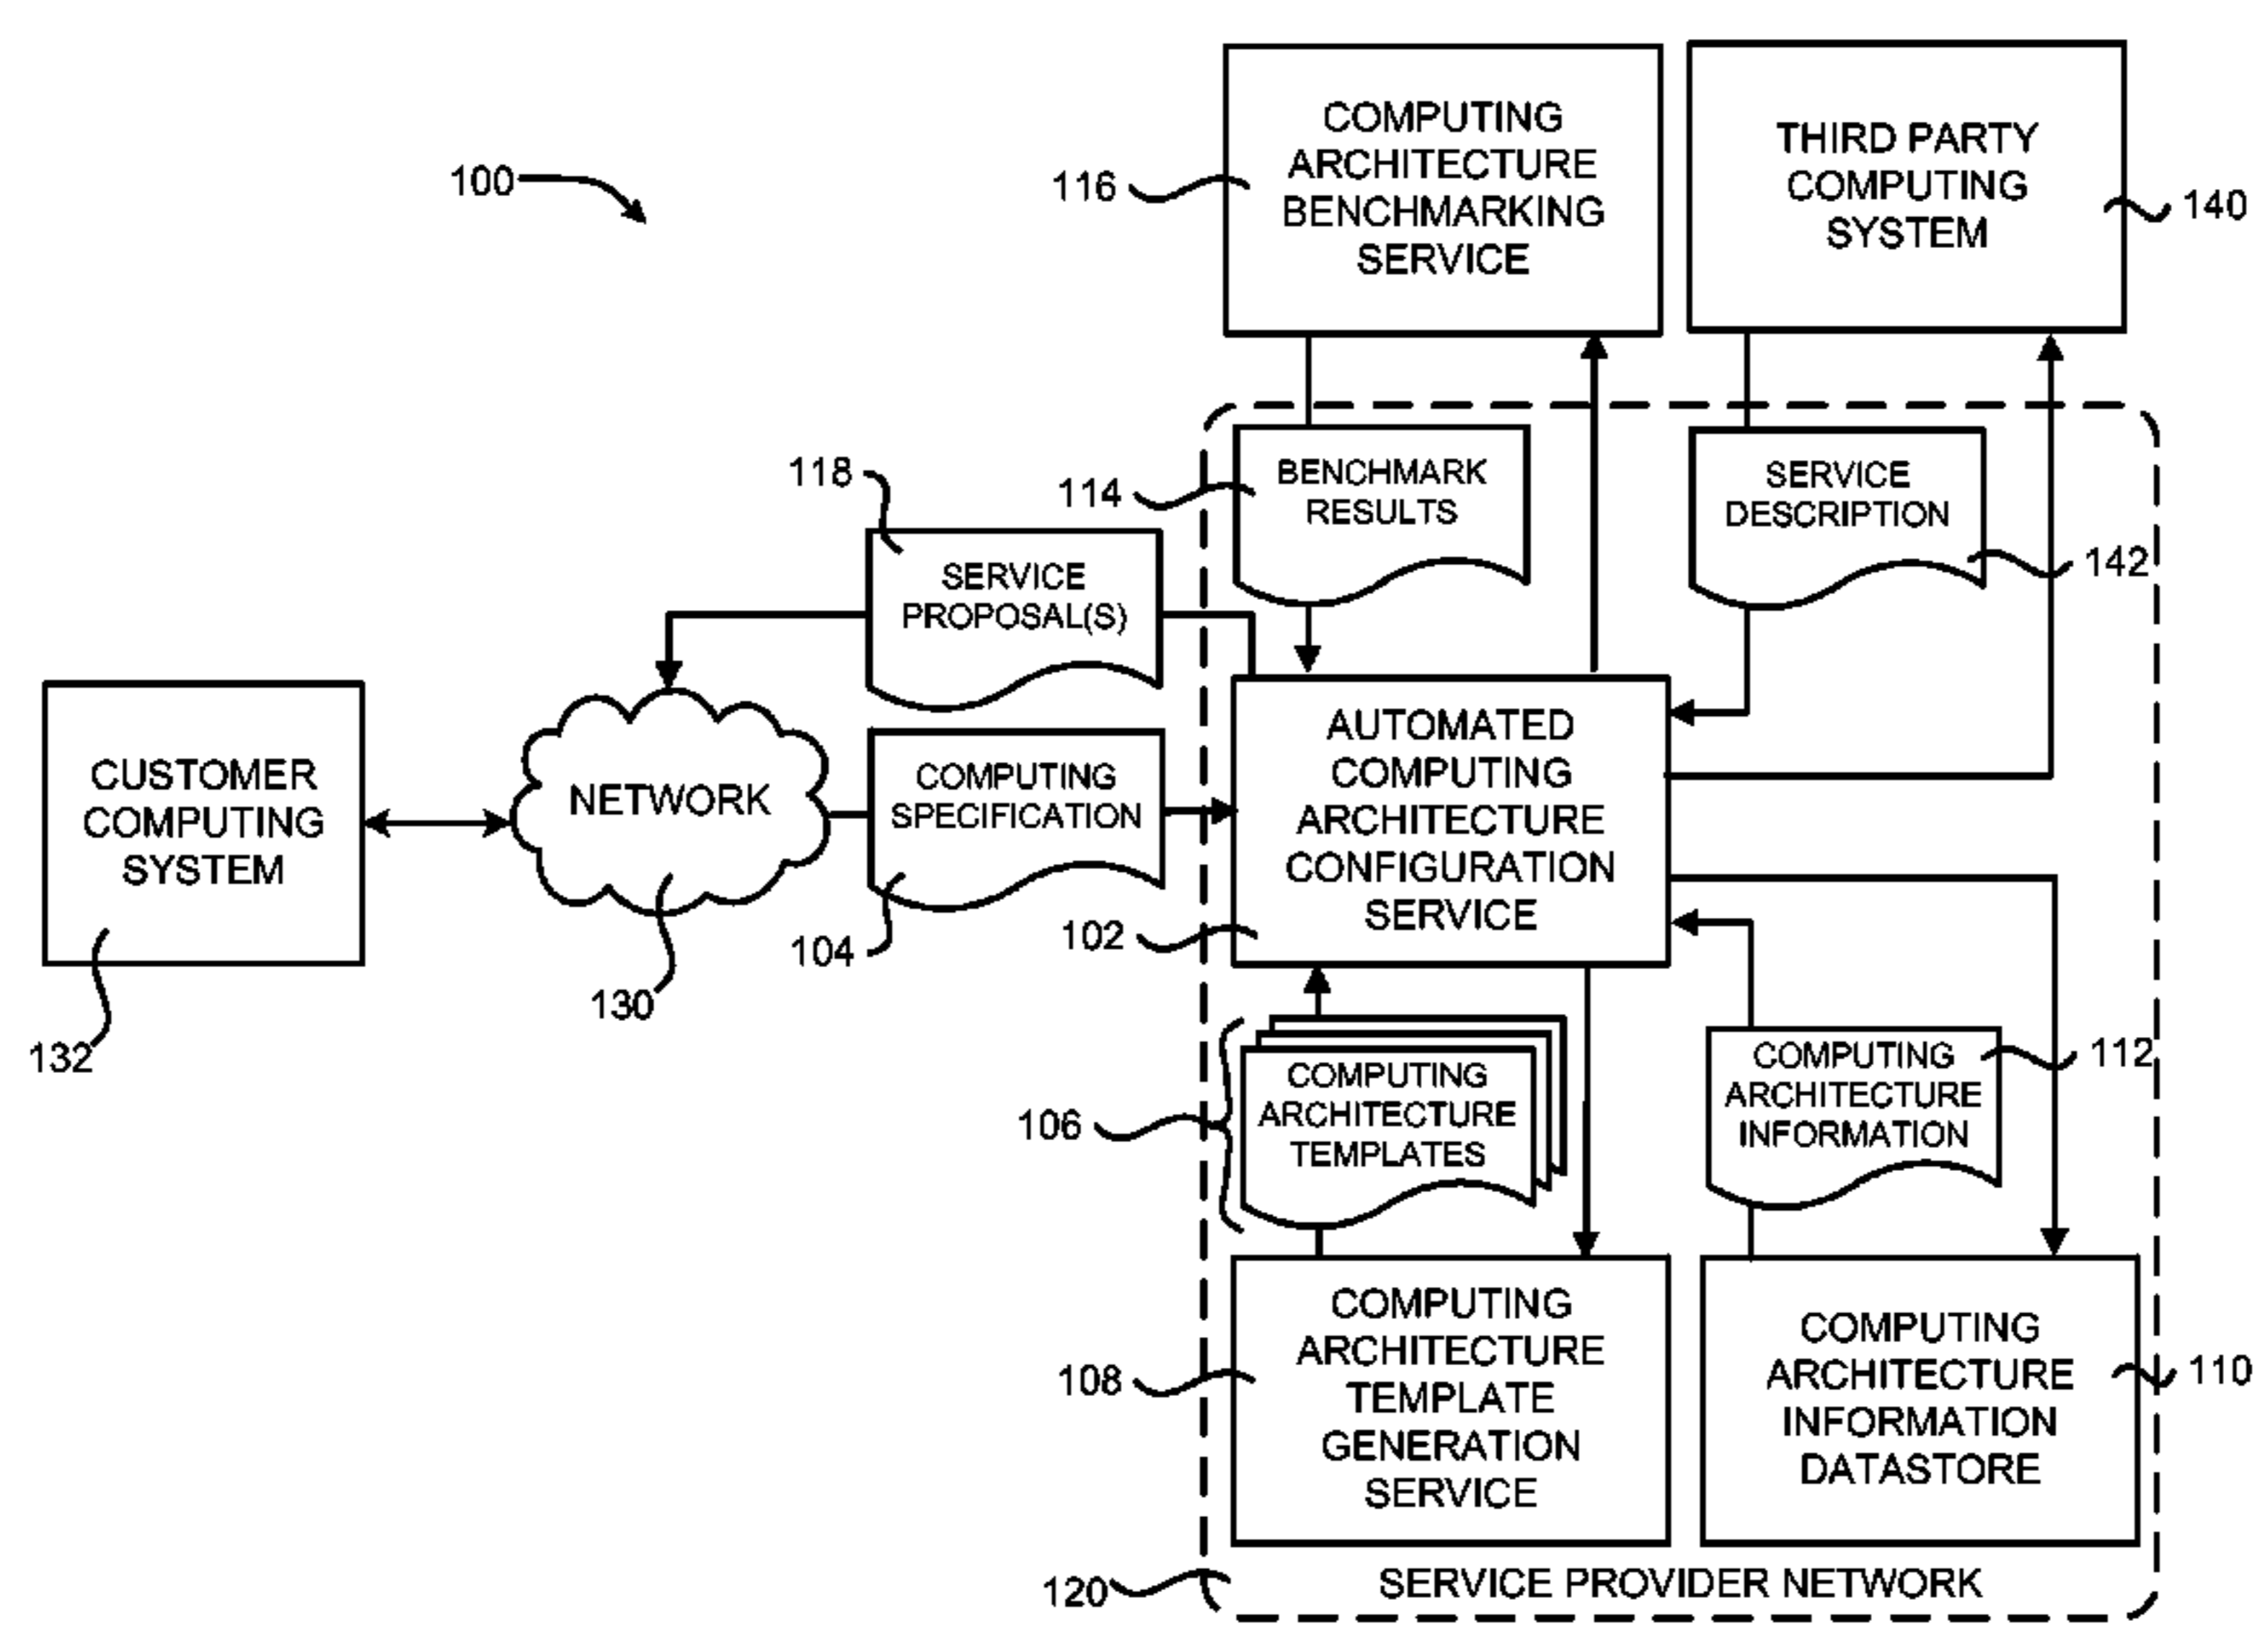 100
116
COMPUTING
ARCHITECTURE
BENCHMARKING
SERVICE
THIRD PARTY
COMPUTING
SYSTEM
140
118
114
BENCHMARK
RESULTS
SERVICE
DESCRIPTION
142
SERVICE
PROPOSAL(S)
CUSTOMER
COMPUTING
SYSTEM
132
NETWORK
130
COMPUTING
SPECIFICATION
104
AUTOMATED
COMPUTING
ARCHITECTURE
CONFIGURATION
SERVICE
102
106
COMPUTING
ARCHITECTURE
TEMPLATES
COMPUTING
ARCHITECTURE
INFORMATION
112
108
COMPUTING
ARCHITECTURE
TEMPLATE
GENERATION
SERVICE
COMPUTING
ARCHITECTURE
INFORMATION
DATASTORE
110
120
SERVICE PROVIDER NETWORK